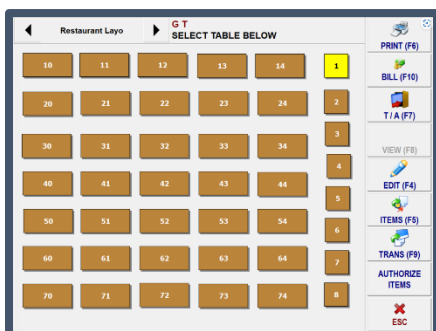 G T
Restaurant Layo
SELECT TABLE BELOW
10 11 12 13 14 1
20 21 22 23 24 2
30 31 32 33 34 3
40 41 42 43 44 4
50 51 52 53 54 5
60 61 62 63 64 6
70 71 72 73 74 7
8
PRINT (F6)
BILL (F10)
T / A (F7)
VIEW (F8)
EDIT (F4)
ITEMS (F5)
TRANS (F9)
AUTHORIZE
ITEMS
ESC